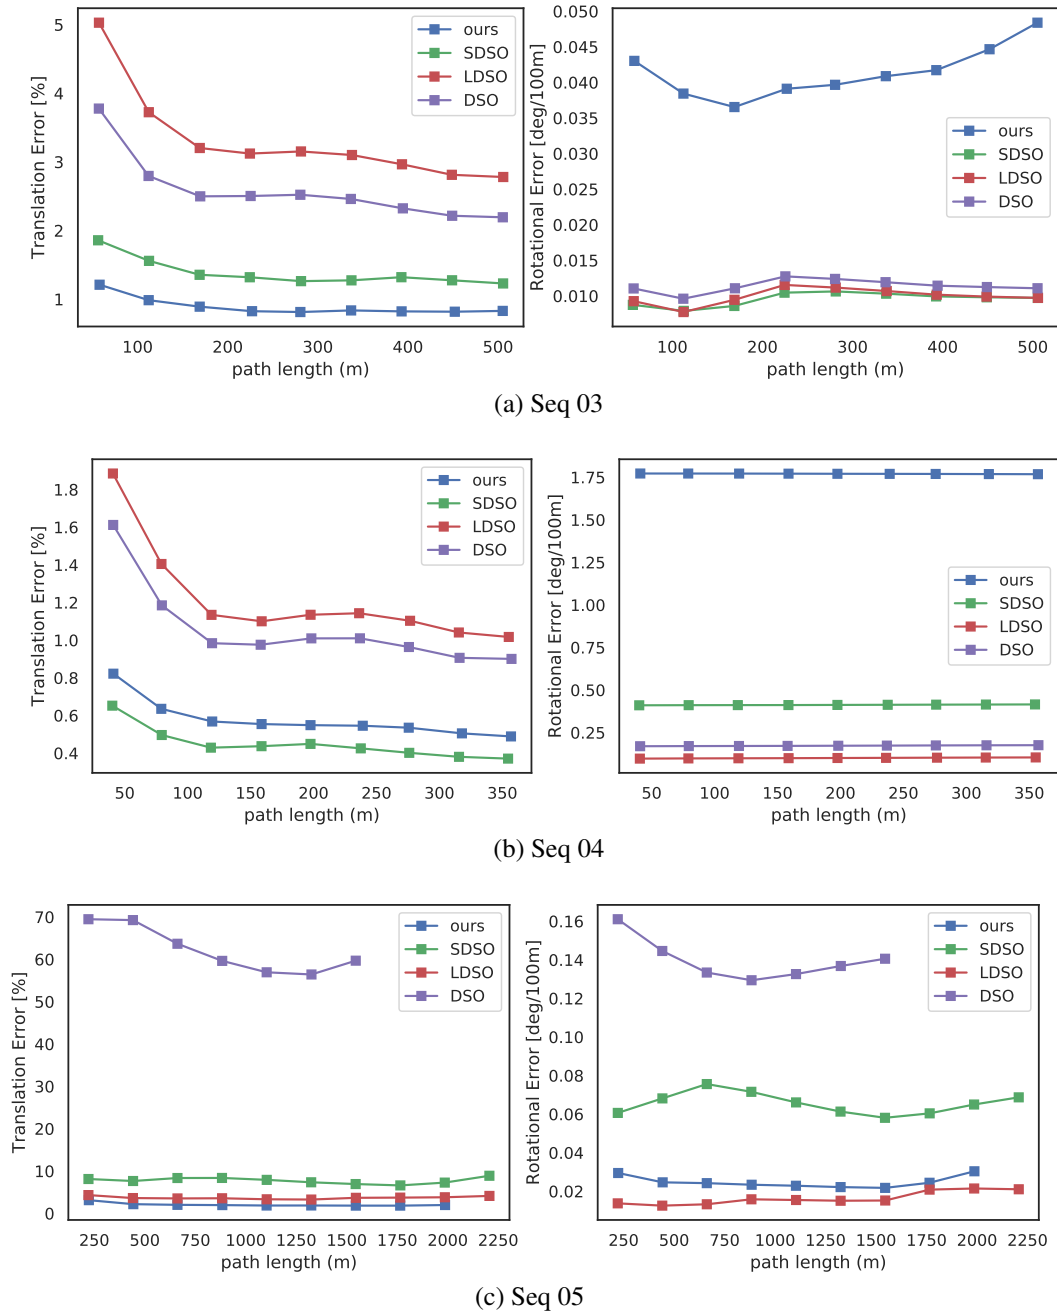 5
4
3
2
1
Translation Error [%]
ours
SDSO
LDSO
DSO
100 200 300 400 500
path length (m)
0.050
0.045
0.040
0.035
0.030
0.025
0.020
0.015
0.010
Rotational Error [deg/100m]
ours
SDSO
LDSO
DSO
100 200 300 400 500
path length (m)
(a) Seq 03
1.8
1.6
1.4
1.2
1.0
0.8
0.6
0.4
Translation Error [%]
ours
SDSO
LDSO
DSO
50 100 150 200 250 300 350
path length (m)
1.75
1.50
1.25
1.00
0.75
0.50
0.25
Rotational Error [deg/100m]
ours
SDSO
LDSO
DSO
50 100 150 200 250 300 350
path length (m)
(b) Seq 04
70
60
50
40
30
20
10
0
Translation Error [%]
ours
SDSO
LDSO
DSO
250 500 750 1000 1250 1500 1750 2000 2250
path length (m)
0.16
0.14
0.12
0.10
0.08
0.06
0.04
0.02
Rotational Error [deg/100m]
ours
SDSO
LDSO
DSO
250 500 750 1000 1250 1500 1750 2000 2250
path length (m)
(c) Seq 05